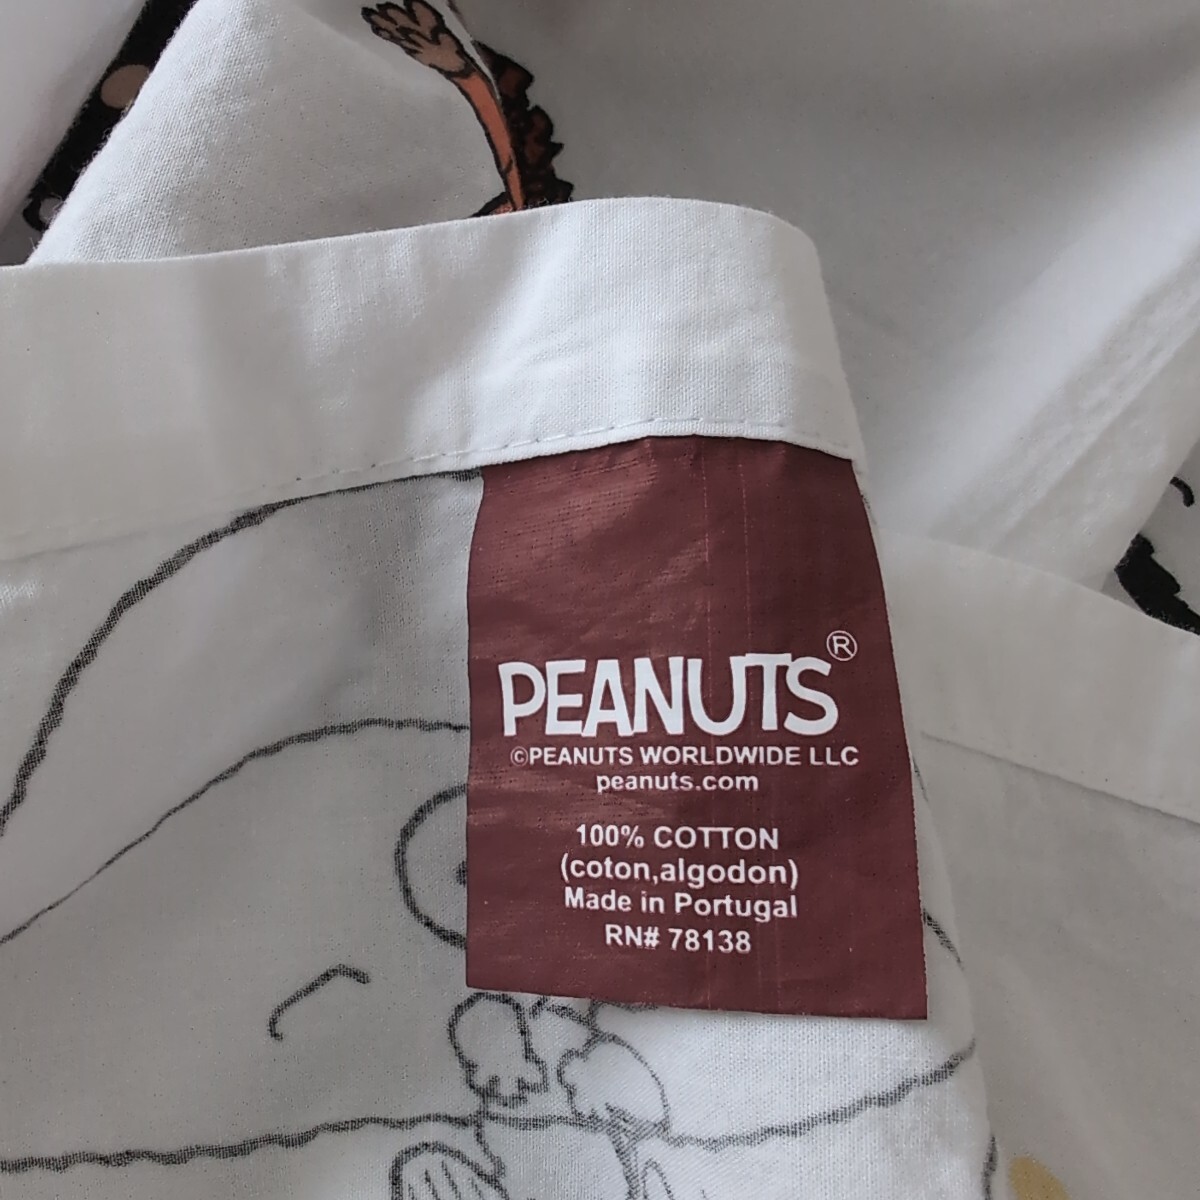 PEANUTS®
©PEANUTS WORLDWIDE LLC
peanuts.com
100% COTTON
(coton,algodon)
Made in Portugal
RN# 78138